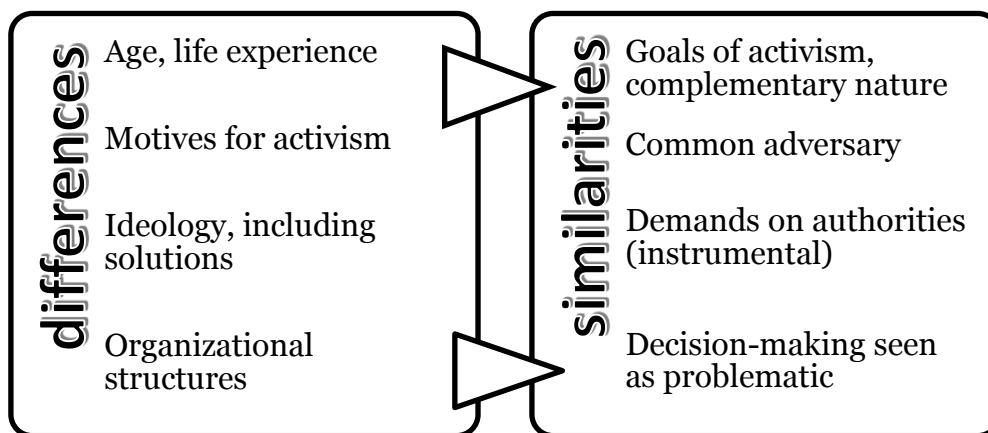 differences
Age, life experience
Motives for activism
Ideology, including
solutions
Organizational
structures
similarities
Goals of activism,
complementary nature
Common adversary
Demands on authorities
(instrumental)
Decision-making seen
as problematic